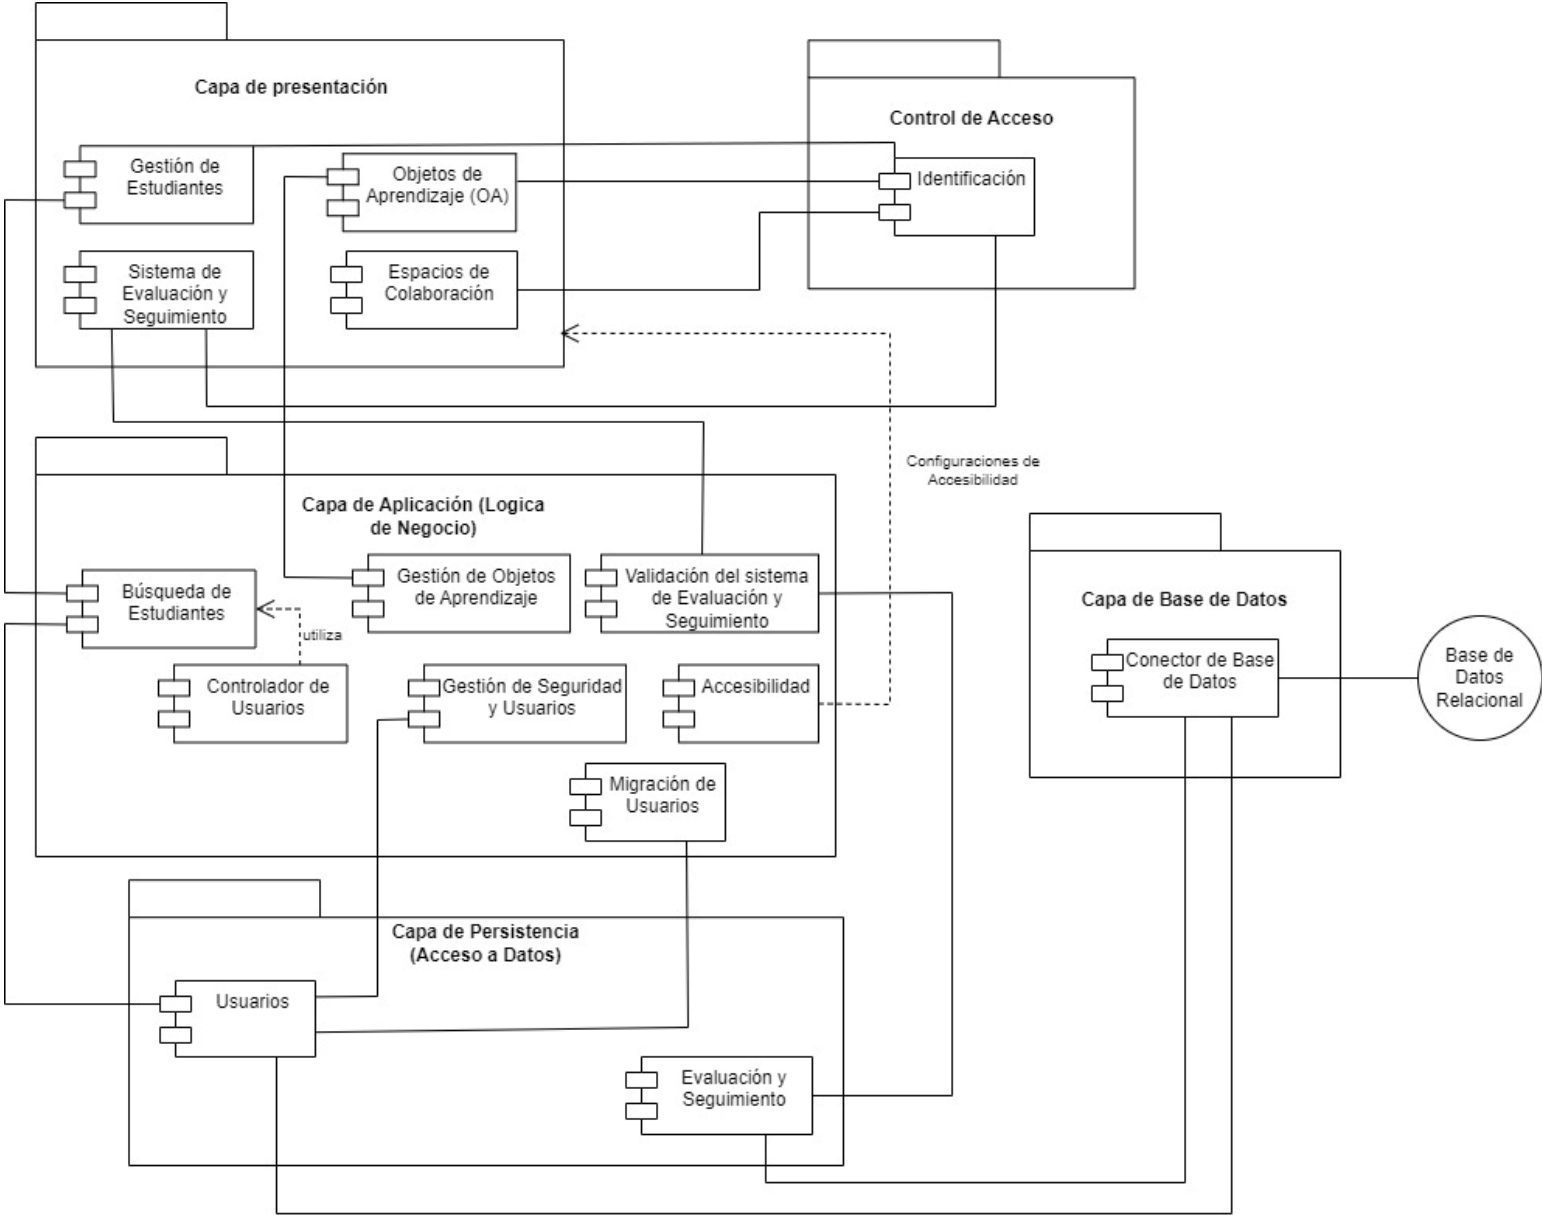 Capa de presentación
Gestión de
Estudiantes
Objetos de
Aprendizaje (OA)
Sistema de
Evaluación y
Seguimiento
Espacios de
Colaboración
Control de Acceso
Identificación
Configuraciones de
Accesibilidad
Capa de Aplicación (Logica
de Negocio)
Búsqueda de
Estudiantes
Gestión de Objetos
de Aprendizaje
Validación del sistema
de Evaluación y
Seguimiento
utiliza
Controlador de
Usuarios
Gestión de Seguridad
y Usuarios
Accesibilidad
Migración de
Usuarios
Capa de Base de Datos
Conector de Base
de Datos
Base de
Datos
Relacional
Capa de Persistencia
(Acceso a Datos)
Usuarios
Evaluación y
Seguimiento